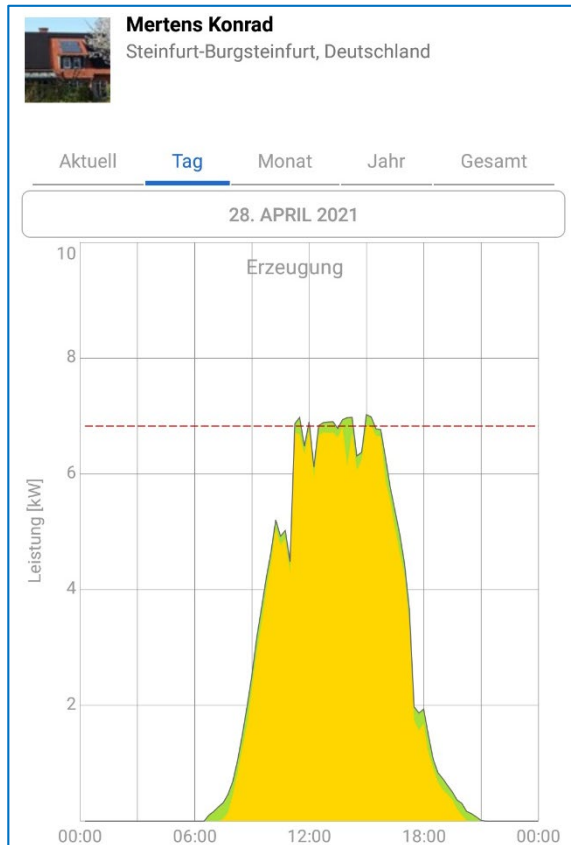 Mertens Konrad
Steinfurt-Burgsteinfurt, Deutschland
Aktuell Tag Monat Jahr Gesamt
28. APRIL 2021
Erzeugung
Leistung [kW]
10
8
6
4
2
00:00 06:00 12:00 18:00 00:00